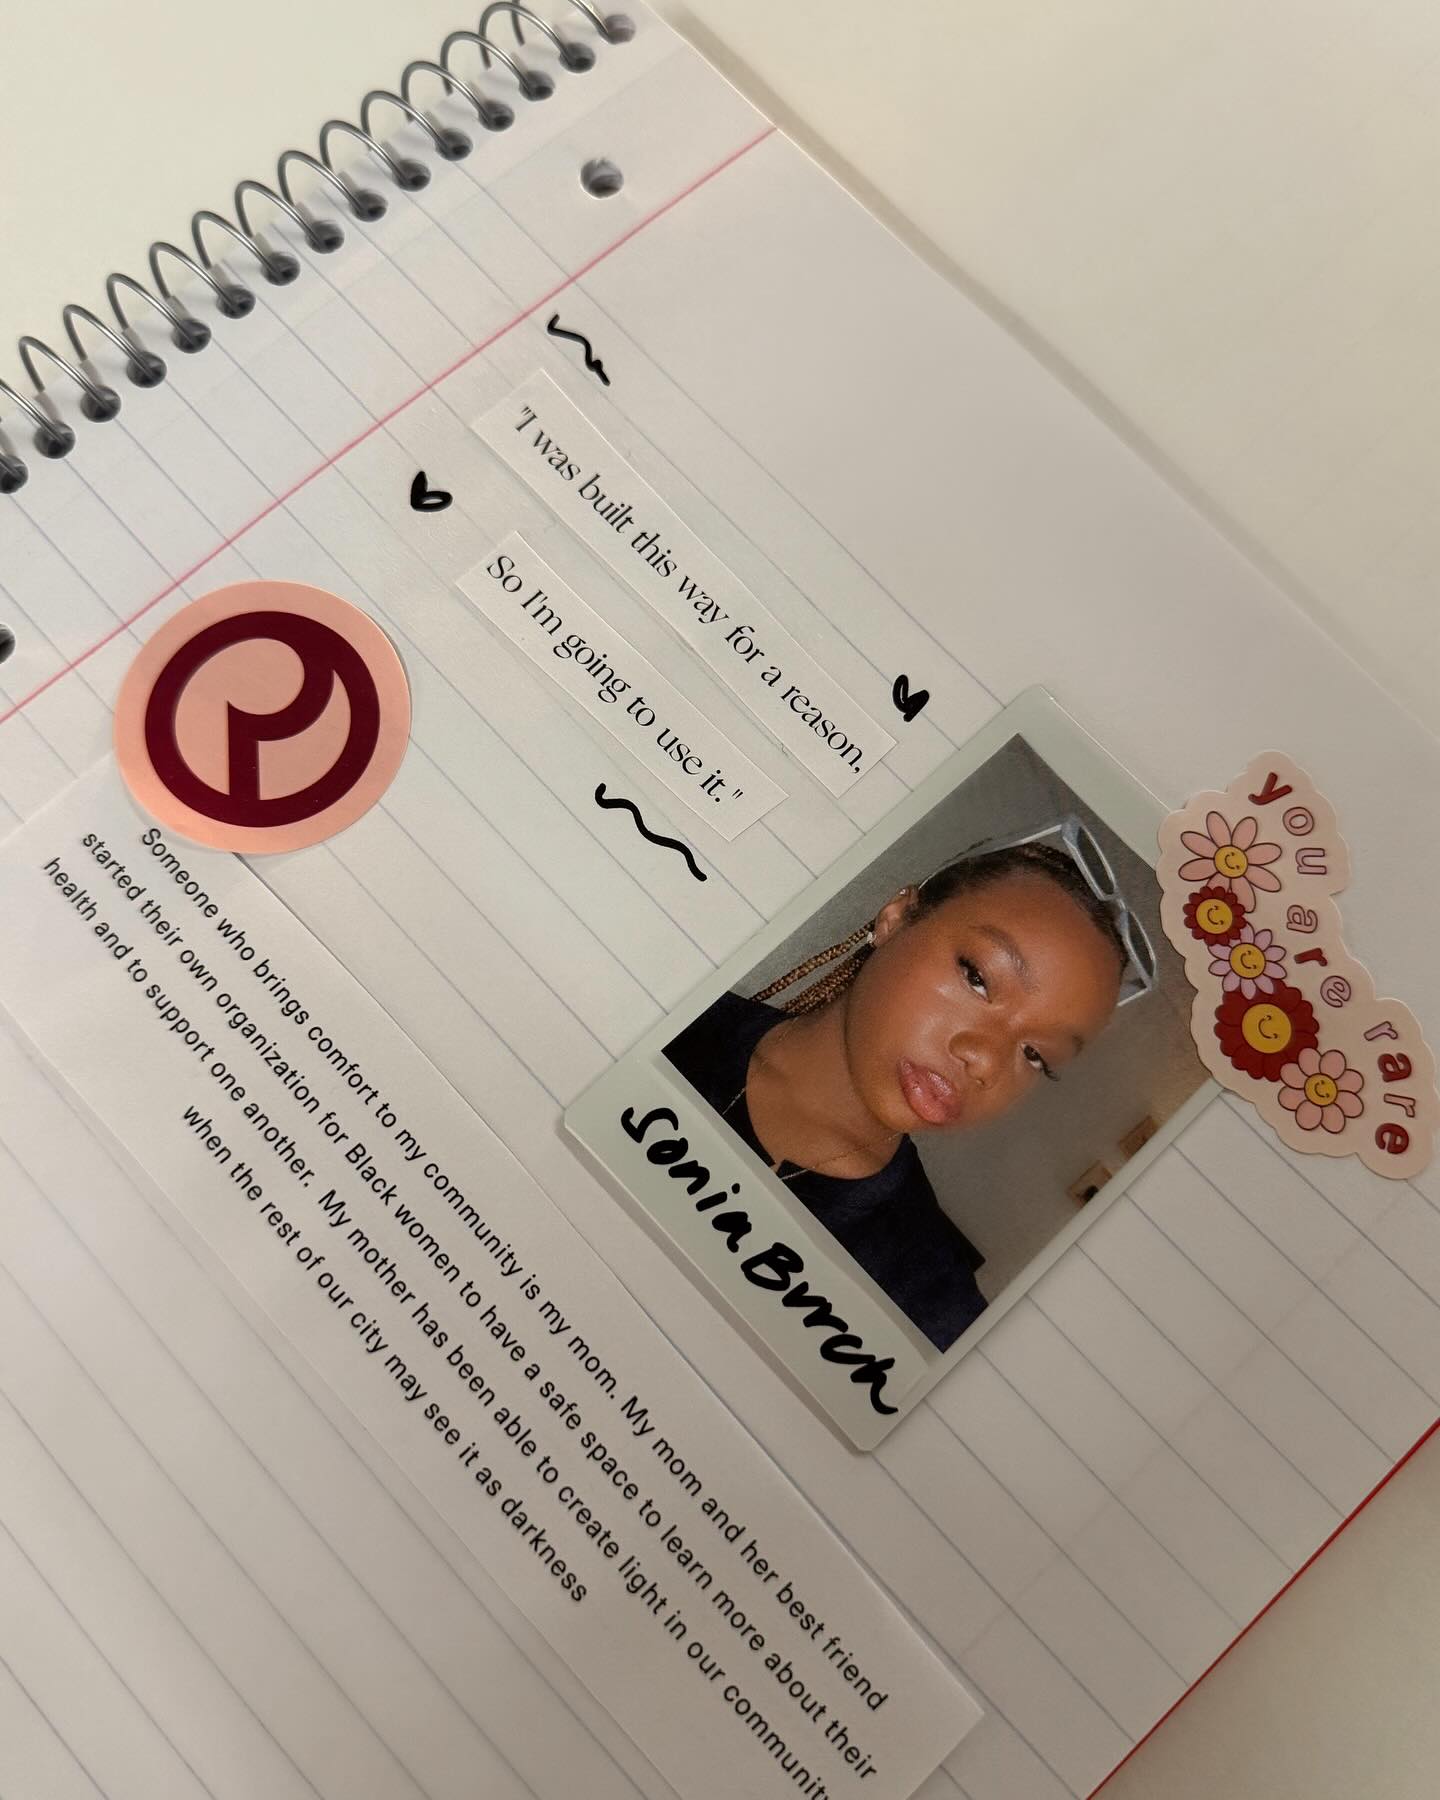 "I was built this way for a reason,
So I'm going to use it."
you are rare
Sonia Burch
Someone who brings comfort to my community is my mom. My mom and her best friend
started their own organization for Black women to have a safe space to learn more about their
health and to support one another. My mother has been able to create light in our community
when the rest of our city may see it as darkness